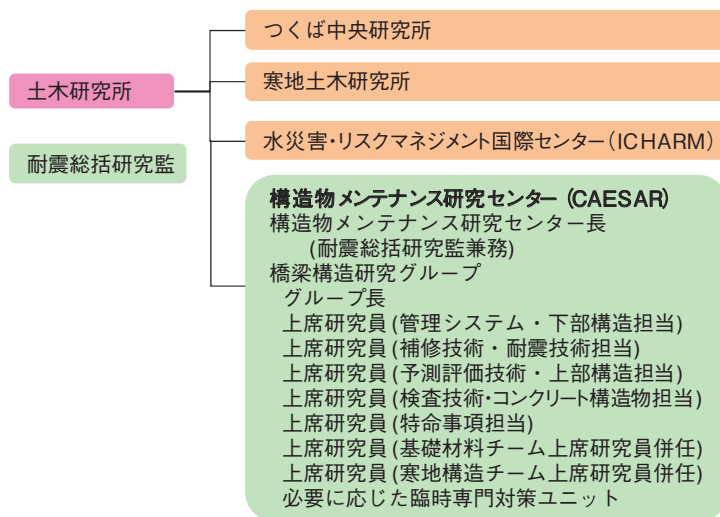 つくば中央研究所
土木研究所
寒地土木研究所
水災害・リスクマネジメント国際センター(ICHARM)
耐震総括研究監
構造物メンテナンス研究センター (CAESAR)
構造物メンテナンス研究センター長
(耐震総括研究監兼務)
橋梁構造研究グループ
グループ長
上席研究員(管理システム・下部構造担当)
上席研究員(補修技術・耐震技術担当)
上席研究員(予測評価技術・上部構造担当)
上席研究員(検査技術・コンクリート構造物担当)
上席研究員(特命事項担当)
上席研究員(基礎材料チーム上席研究員併任)
上席研究員(寒地構造チーム上席研究員併任)
必要に応じた臨時専門対策ユニット